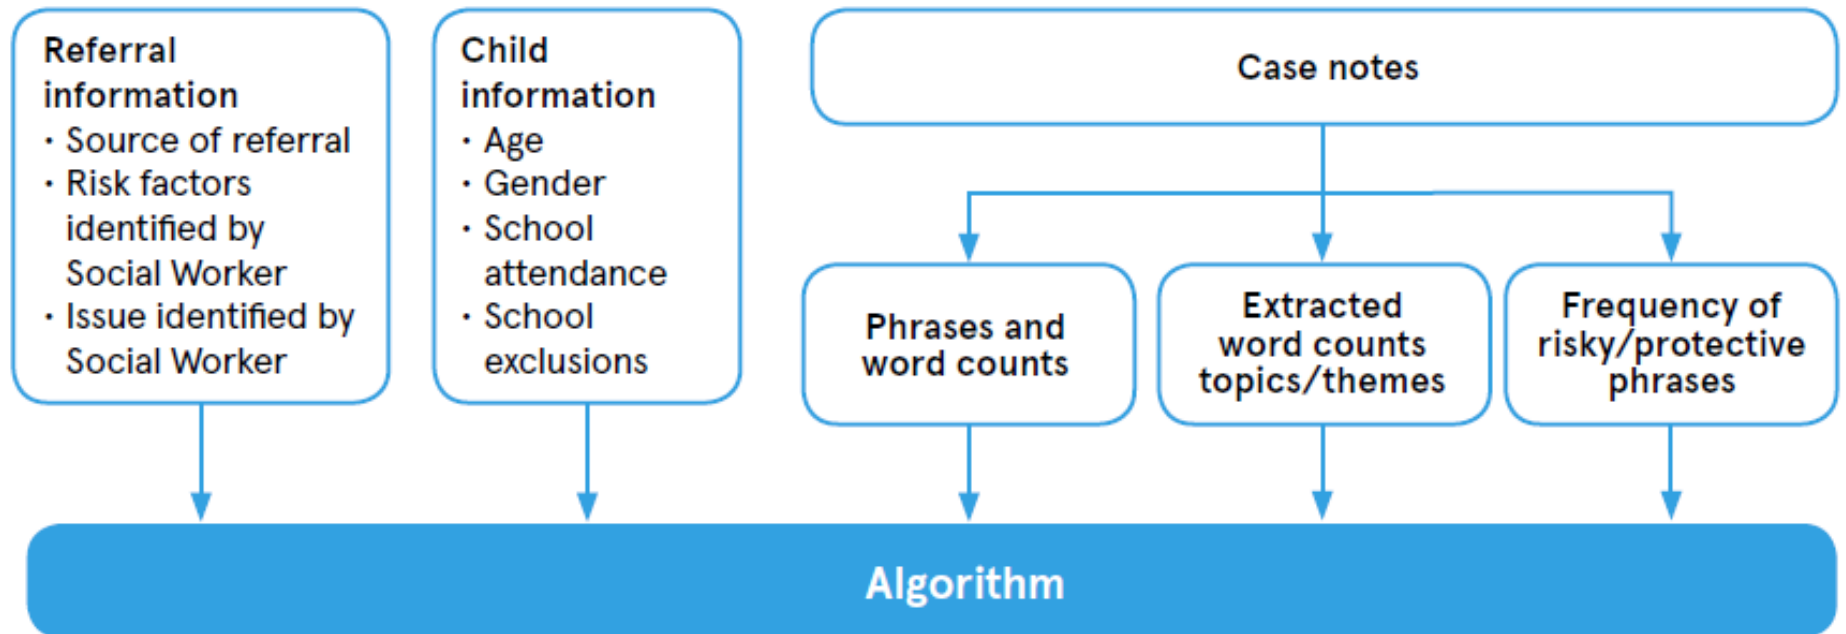 Referral
information
· Source of referral
· Risk factors
identified by
Social Worker
· Issue identified by
Social Worker
Child
information
· Age
· Gender
· School
attendance
· School
exclusions
Case notes
Phrases and
word counts
Extracted
word counts
topics/themes
Frequency of
risky/protective
phrases
Algorithm